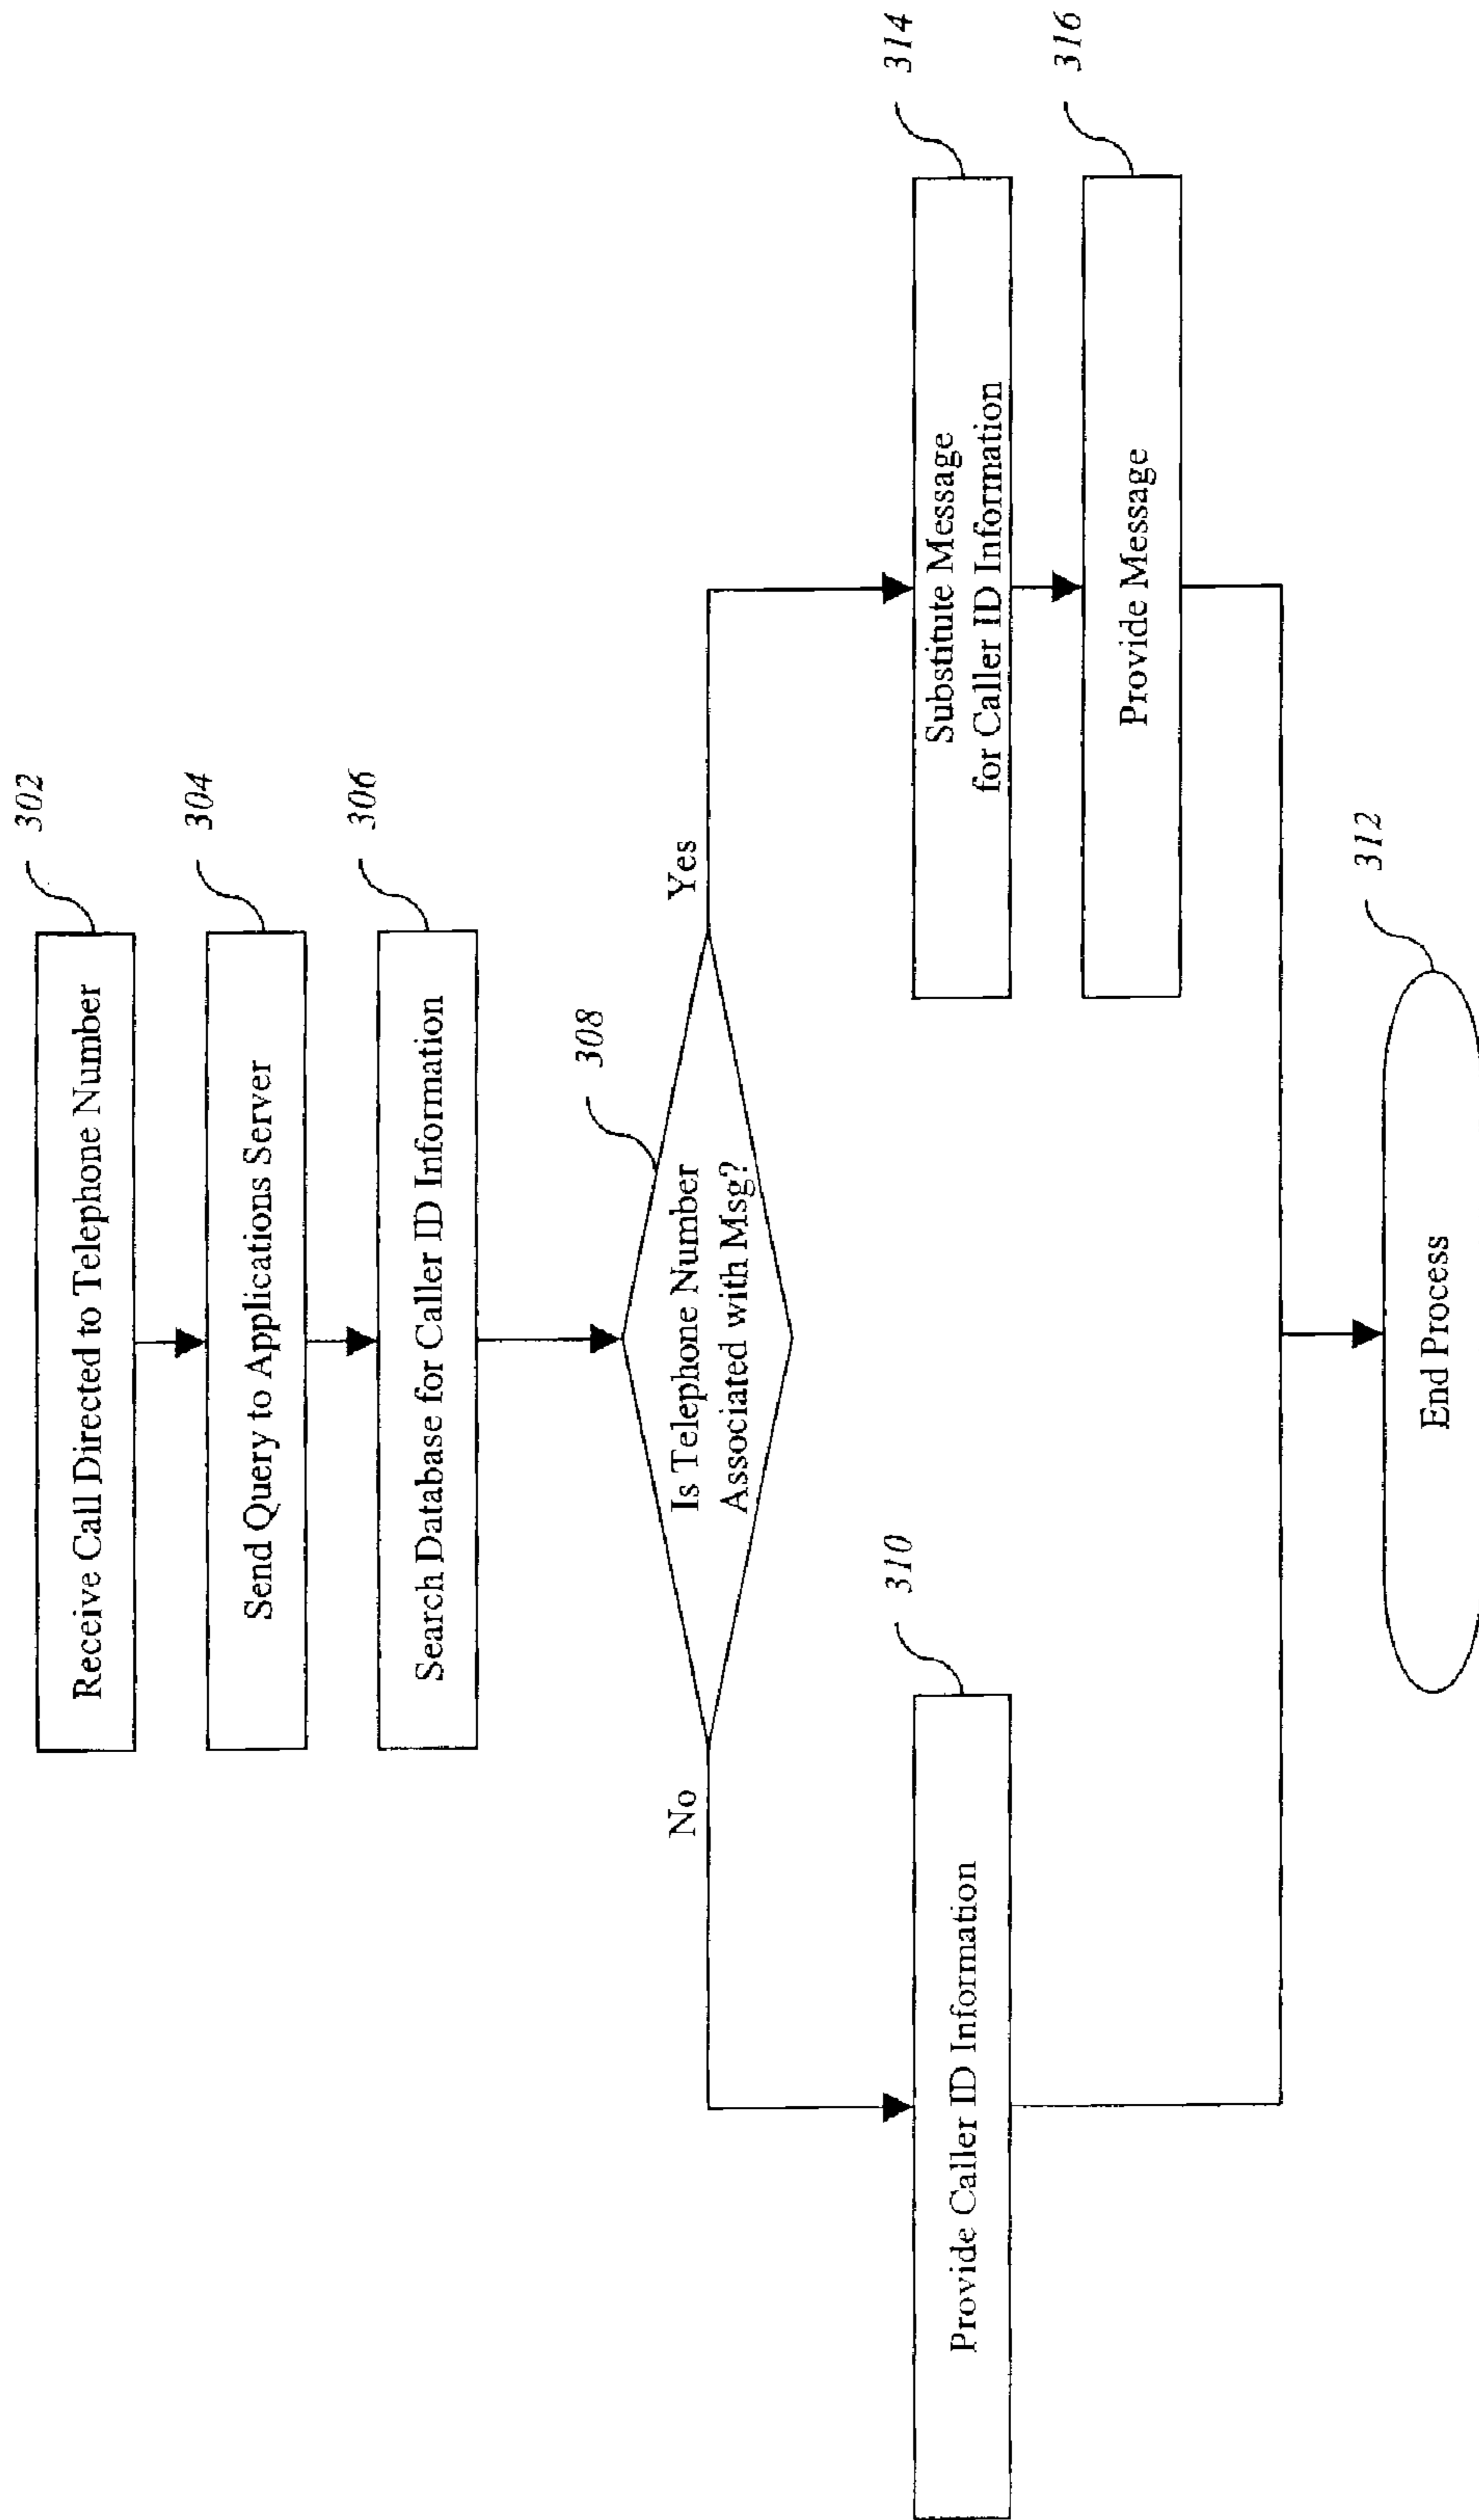 302
Receive Call Directed to Telephone Number
304
Send Query to Applications Server
306
Search Database for Caller ID Information
308
Is Telephone Number
Associated with Msg?
No
Yes
310
Provide Caller ID Information
314
Substitute Message
for Caller ID Information
316
Provide Message
312
End Process